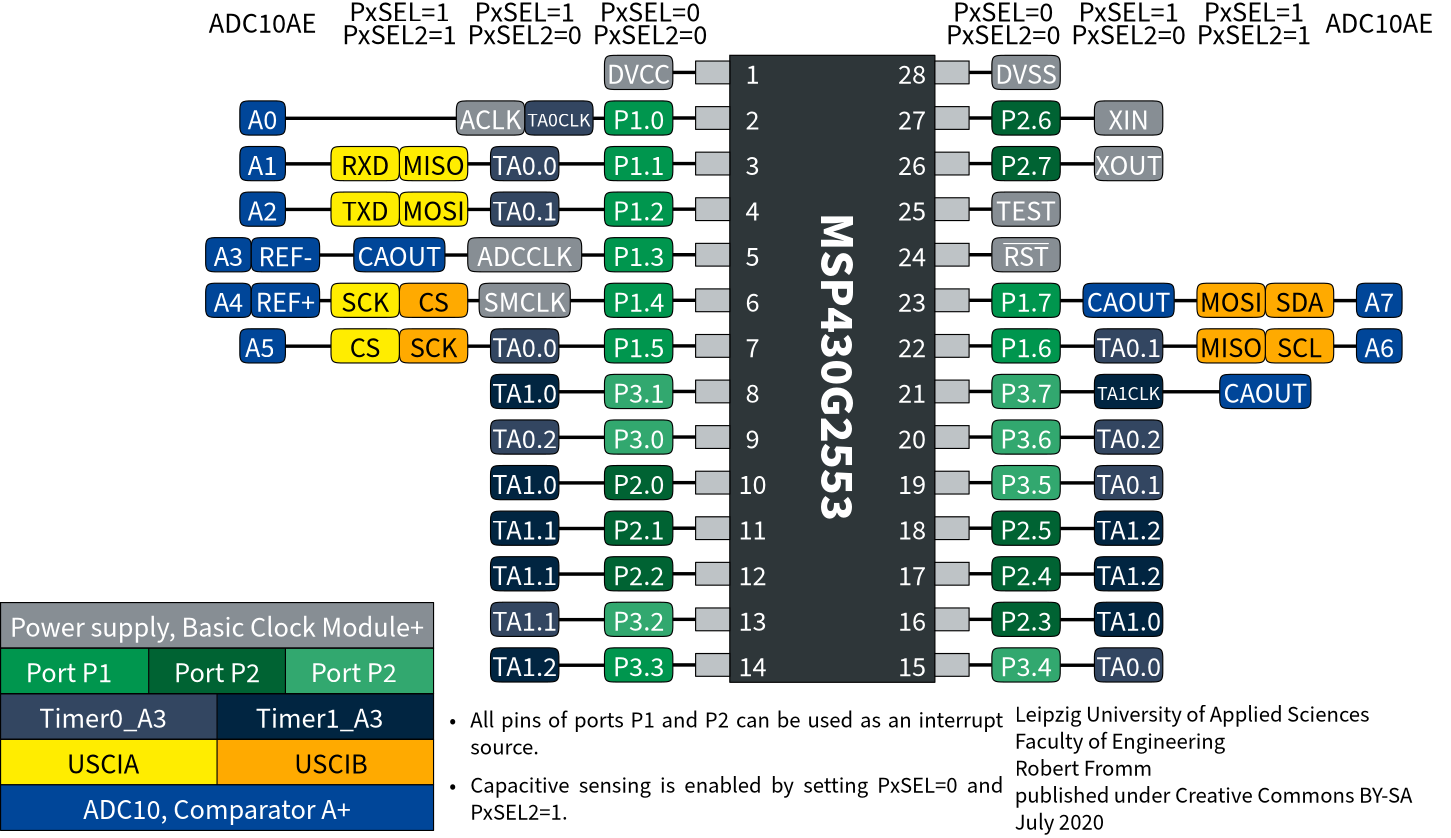 ADC10AE PxSEL=1 PxSEL=1 PxSEL=0 PxSEL=0 PxSEL=1 PxSEL=1 ADC10AE
PxSEL2=1 PxSEL2=0 PxSEL2=0 PxSEL2=0 PxSEL2=0 PxSEL2=1
DVCC 1 28 DVSS
A0 ACLK TA0CLK P1.0 2 27 P2.6 XIN
A1 RXD MISO TA0.0 P1.1 3 26 P2.7 XOUT
A2 TXD MOSI TA0.1 P1.2 4 25 TEST
A3 REF- CAOUT ADCCLK P1.3 5 24 RST
A4 REF+ SCK CS SMCLK P1.4 6 23 P1.7 CAOUT MOSI SDA A7
A5 CS SCK TA0.0 P1.5 7 22 P1.6 TA0.1 MISO SCL A6
TA1.0 P3.1 8 21 P3.7 TA1CLK CAOUT
TA0.2 P3.0 9 20 P3.6 TA0.2
TA1.0 P2.0 10 19 P3.5 TA0.1
TA1.1 P2.1 11 18 P2.5 TA1.2
TA1.1 P2.2 12 17 P2.4 TA1.2
TA1.1 P3.2 13 16 P2.3 TA1.0
TA1.2 P3.3 14 15 P3.4 TA0.0
MSP430G2553
Power supply, Basic Clock Module+
Port P1 Port P2 Port P2
Timer0_A3 Timer1_A3
USCIA USCIB
ADC10, Comparator A+
• All pins of ports P1 and P2 can be used as an interrupt
source.
• Capacitive sensing is enabled by setting PxSEL=0 and
PxSEL2=1.
Leipzig University of Applied Sciences
Faculty of Engineering
Robert Fromm
published under Creative Commons BY-SA
July 2020